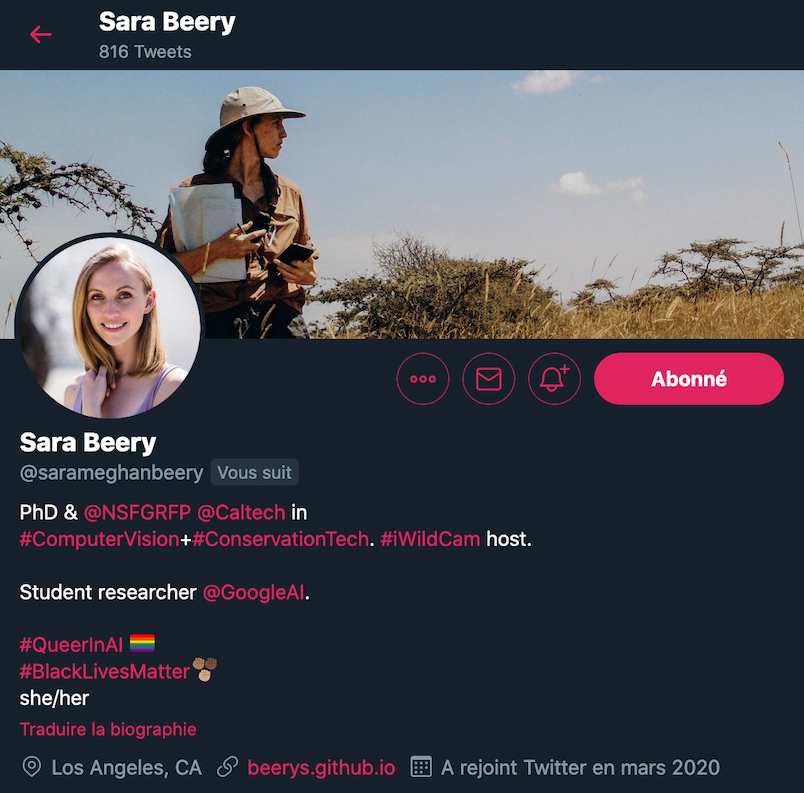 Sara Beery
816 Tweets
Abonné
Sara Beery
@sarameghanbeery Vous suit
PhD & @NSFGRFP @Caltech in
#ComputerVision+#ConservationTech. #iWildCam host.
Student researcher @GoogleAI.
#QueerInAI 🏳️‍🌈
#BlackLivesMatter ✊🏽✊🏿✊🏼
she/her
Traduire la biographie
Los Angeles, CA beerys.github.io A rejoint Twitter en mars 2020